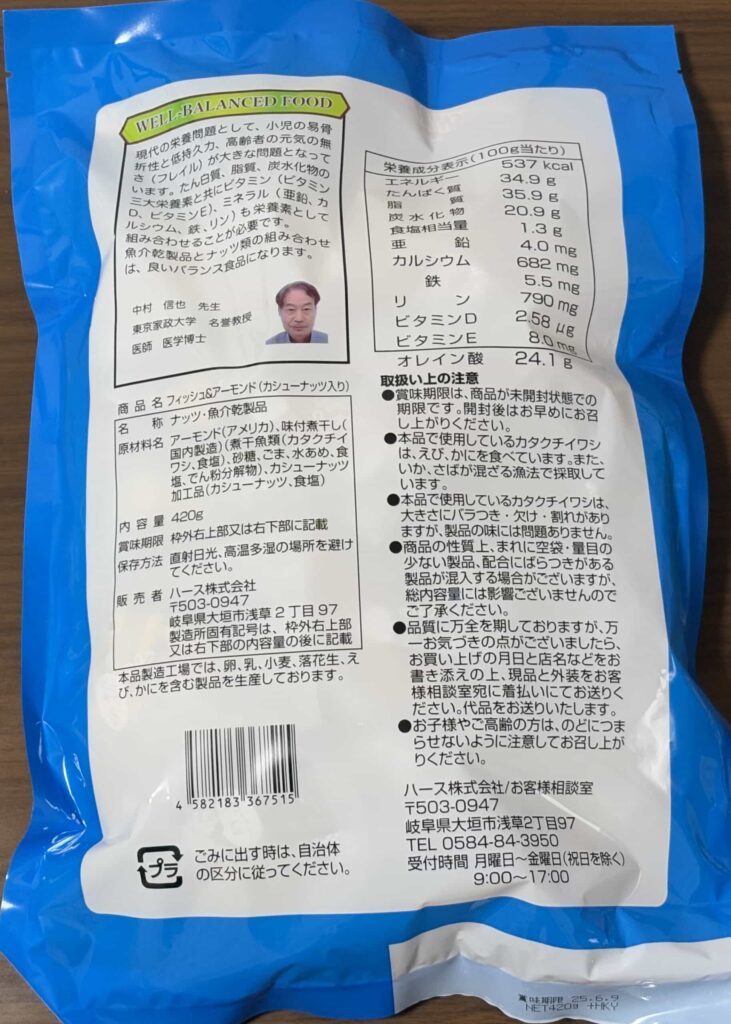 WELL-BALANCED FOOD
現代の栄養問題として、小児の易骨
折性と低持久力、高齢者の元気の無
さ(フレイル)が大きな問題となって
います。たん白質、脂質、炭水化物の
三大栄養素と共にビタミン(ビタミン
D、ビタミンE)、ミネラル(亜鉛、カ
ルシウム、鉄、リン)も栄養素として
組み合わせることが必要です。
魚介乾製品とナッツ類の組み合わせ
は、良いバランス食品になります。
中村 信也 先生
東京家政大学 名誉教授
医師 医学博士
商品名 フィッシュ&アーモンド(カシューナッツ入り)
名称 ナッツ・魚介乾製品
原材料名 アーモンド(アメリカ)、味付煮干し(
国内製造)(煮干魚類(カタクチイ
ワシ、食塩)、砂糖、ごま、水あめ、食
塩、でん粉分解物)、カシューナッツ
加工品(カシューナッツ、食塩)
内容量 420g
賞味期限 枠外右上部又は右下部に記載
保存方法 直射日光、高温多湿の場所を避け
てください。
販売者 ハース株式会社
〒503-0947
岐阜県大垣市浅草2丁目97
製造所固有記号は、枠外右上部
又は右下部の内容量の後に記載
本品製造工場では、卵、乳、小麦、落花生、え
び、かにを含む製品を生産しております。
4 582183 367515
プラ
ごみに出す時は、自治体
の区分に従ってください。
栄養成分表示(100g当たり)
エネルギー 537 kcal
たんぱく質 34.9 g
脂質 35.9 g
炭水化物 20.9 g
食塩相当量 1.3 g
亜鉛 4.0 mg
カルシウム 682 mg
鉄 5.5 mg
リン 790 mg
ビタミンD 2.58 μg
ビタミンE 8.0 mg
オレイン酸 24.1 g
取扱い上の注意
●賞味期限は、商品が未開封状態での
期限です。開封後はお早めにお召
し上がりください。
●本品で使用しているカタクチイワシ
は、えび、かにを食べています。また、
いか、さばが混ざる漁法で採取して
います。
●本品で使用しているカタクチイワシは、
大きさにバラつき・欠け・割れがあり
ますが、製品の味には問題ありません。
●商品の性質上、まれに空袋・量目の
少ない製品、配合にばらつきがある
製品が混入する場合がございますが、
総内容量には影響ございませんので
ご了承ください。
●品質に万全を期しておりますが、万
一お気づきの点がございましたら、
お買い上げの月日と店名などをお
書き添えの上、現品と外装をお客
様相談室宛に着払いにてお送りく
ださい。代品をお送りいたします。
●お子様やご高齢の方は、のどにつま
らせないように注意してお召し上が
りください。
ハース株式会社/お客様相談室
〒503-0947
岐阜県大垣市浅草2丁目97
TEL 0584-84-3950
受付時間 月曜日〜金曜日(祝日を除く)
9:00〜17:00
賞味期限 25.6.9
NET420g +HKY